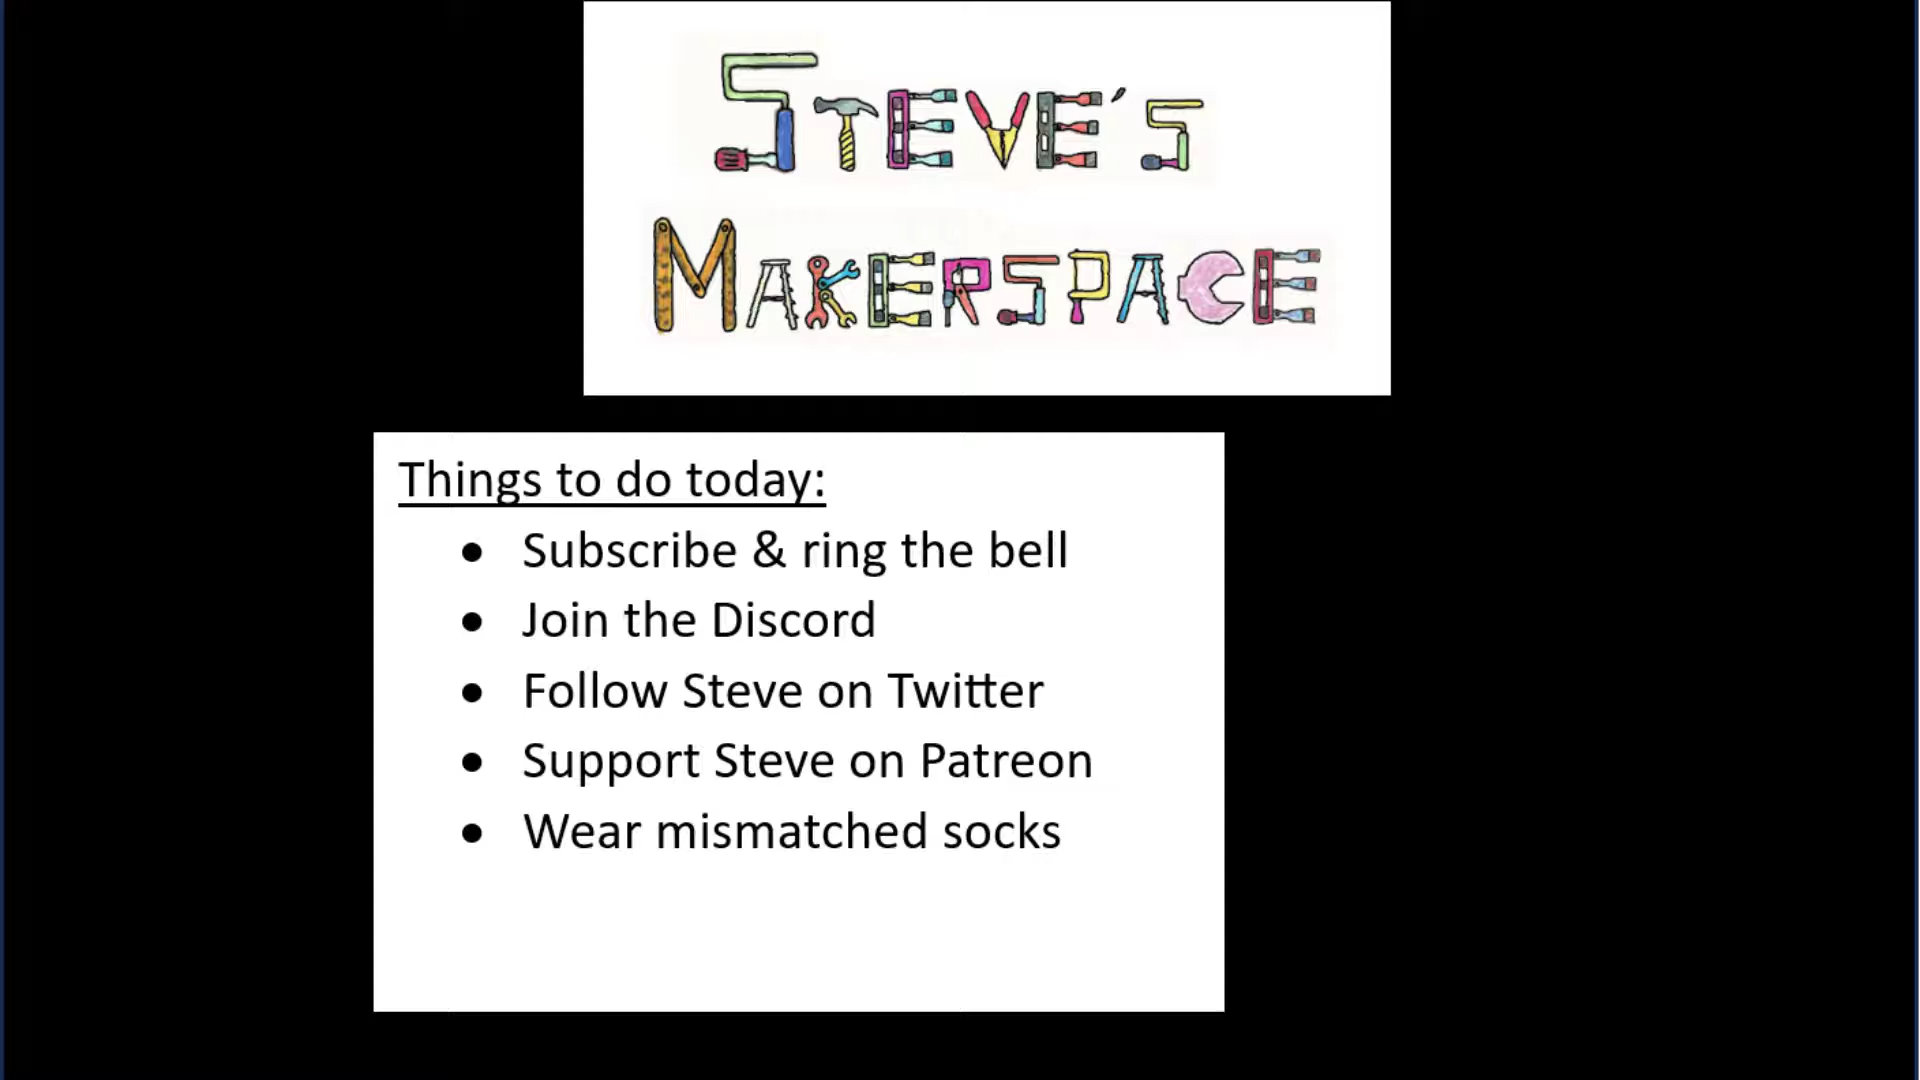 STEVE'S
MAKERSPACE
Things to do today:
• Subscribe & ring the bell
• Join the Discord
• Follow Steve on Twitter
• Support Steve on Patreon
• Wear mismatched socks